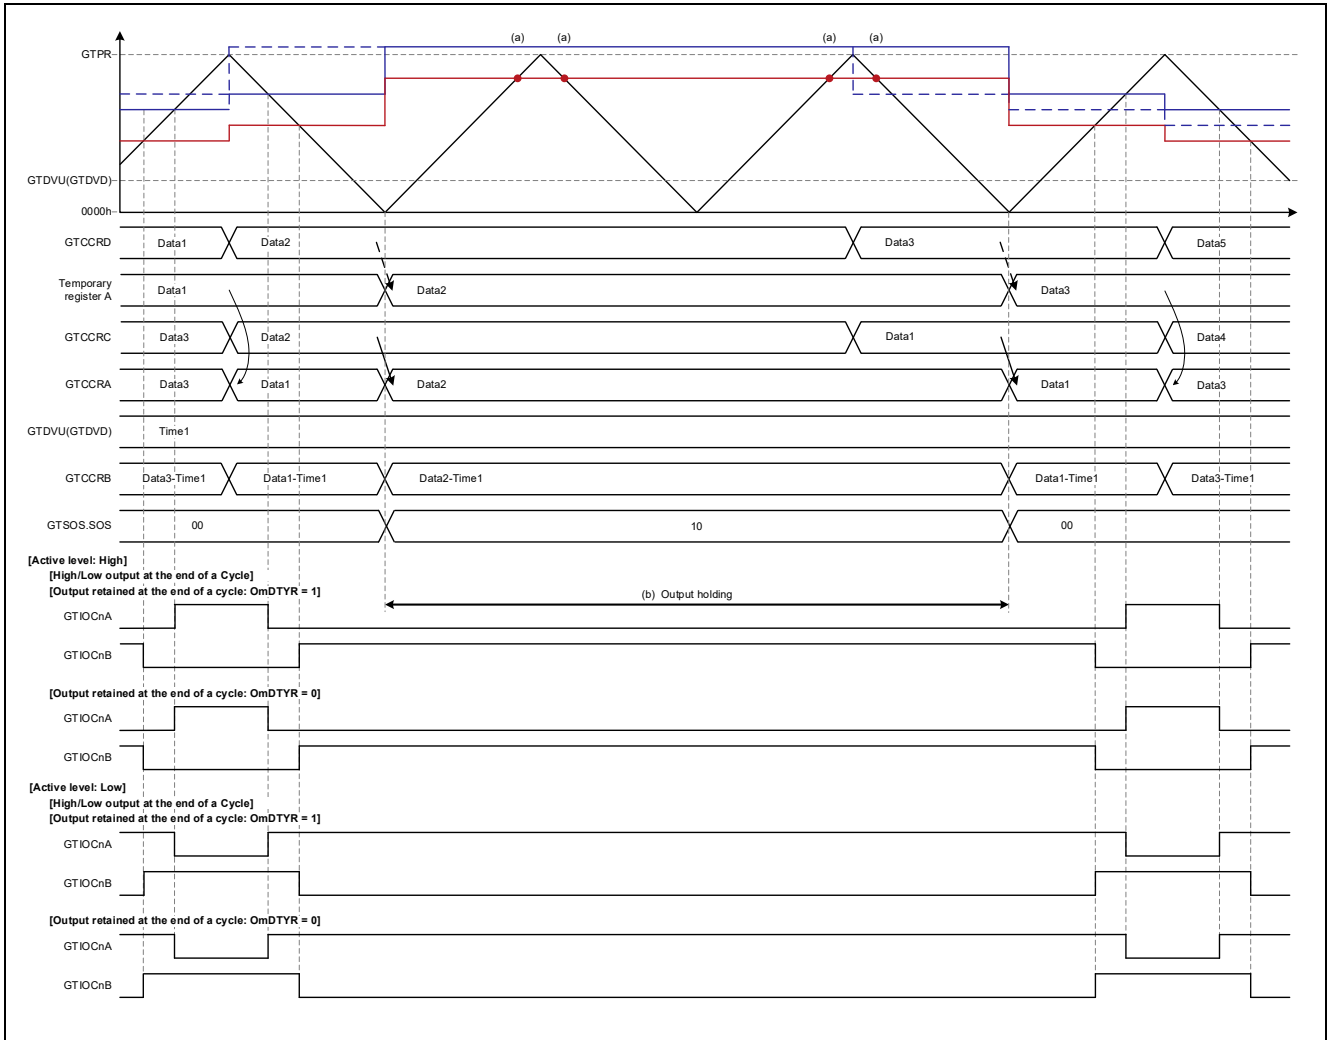 (a) (a) (a) (a)
GTPR
GTDVU(GTDVD)
0000h
GTCCRD Data1 Data2 Data3 Data5
Temporary
register A Data1 Data2 Data3
GTCCRC Data3 Data2 Data1 Data4
GTCCRA Data3 Data1 Data2 Data1 Data3
GTDVU(GTDVD) Time1
GTCCRB Data3-Time1 Data1-Time1 Data2-Time1 Data1-Time1 Data3-Time1
GTSOS.SOS 00 10 00
[Active level: High]
[High/Low output at the end of a Cycle]
[Output retained at the end of a cycle: OmDTYR = 1]
(b) Output holding
GTIOCnA
GTIOCnB
[Output retained at the end of a cycle: OmDTYR = 0]
GTIOCnA
GTIOCnB
[Active level: Low]
[High/Low output at the end of a Cycle]
[Output retained at the end of a cycle: OmDTYR = 1]
GTIOCnA
GTIOCnB
[Output retained at the end of a cycle: OmDTYR = 0]
GTIOCnA
GTIOCnB